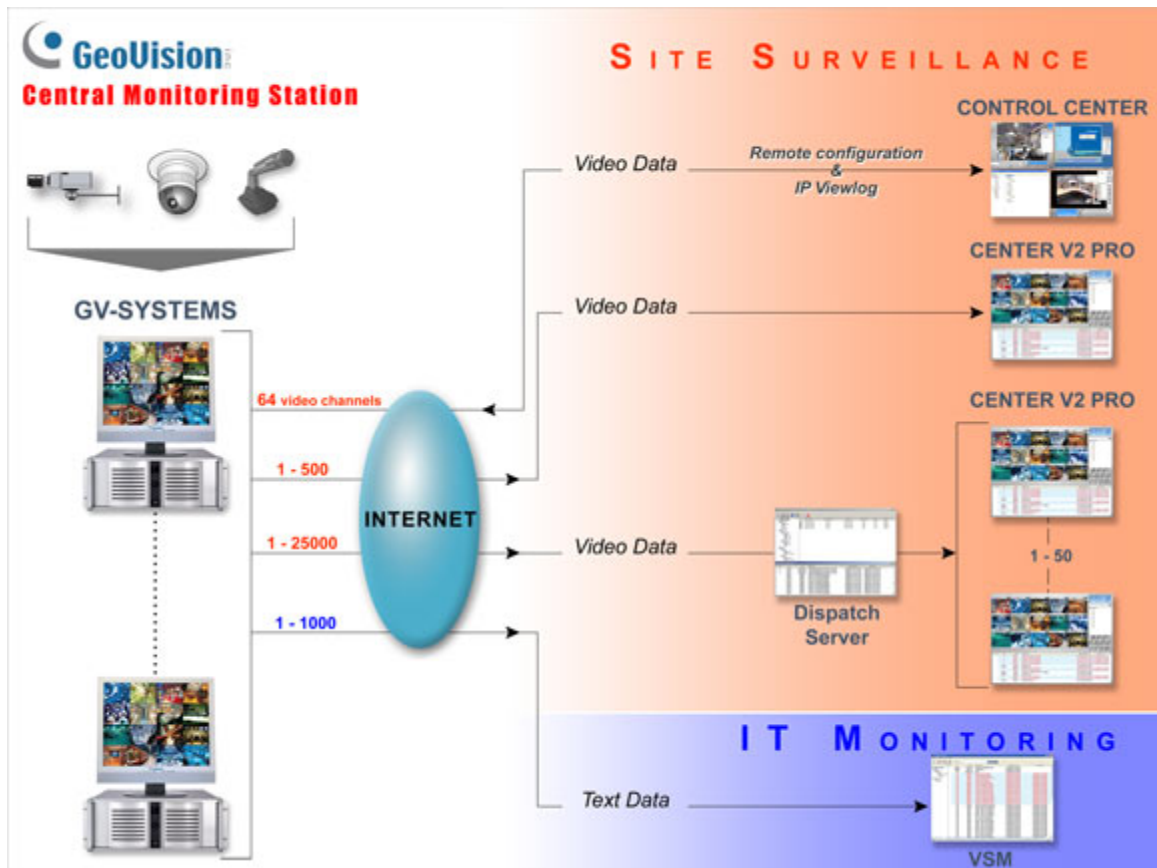 GeoVision
Central Monitoring Station
SITE SURVEILLANCE
CONTROL CENTER
Video Data
Remote configuration
&
IP Viewlog
CENTER V2 PRO
GV-SYSTEMS
Video Data
64 video channels
CENTER V2 PRO
1 - 500
INTERNET
1 - 25000
Video Data
1 - 50
Dispatch
Server
1 - 1000
IT MONITORING
Text Data
VSM